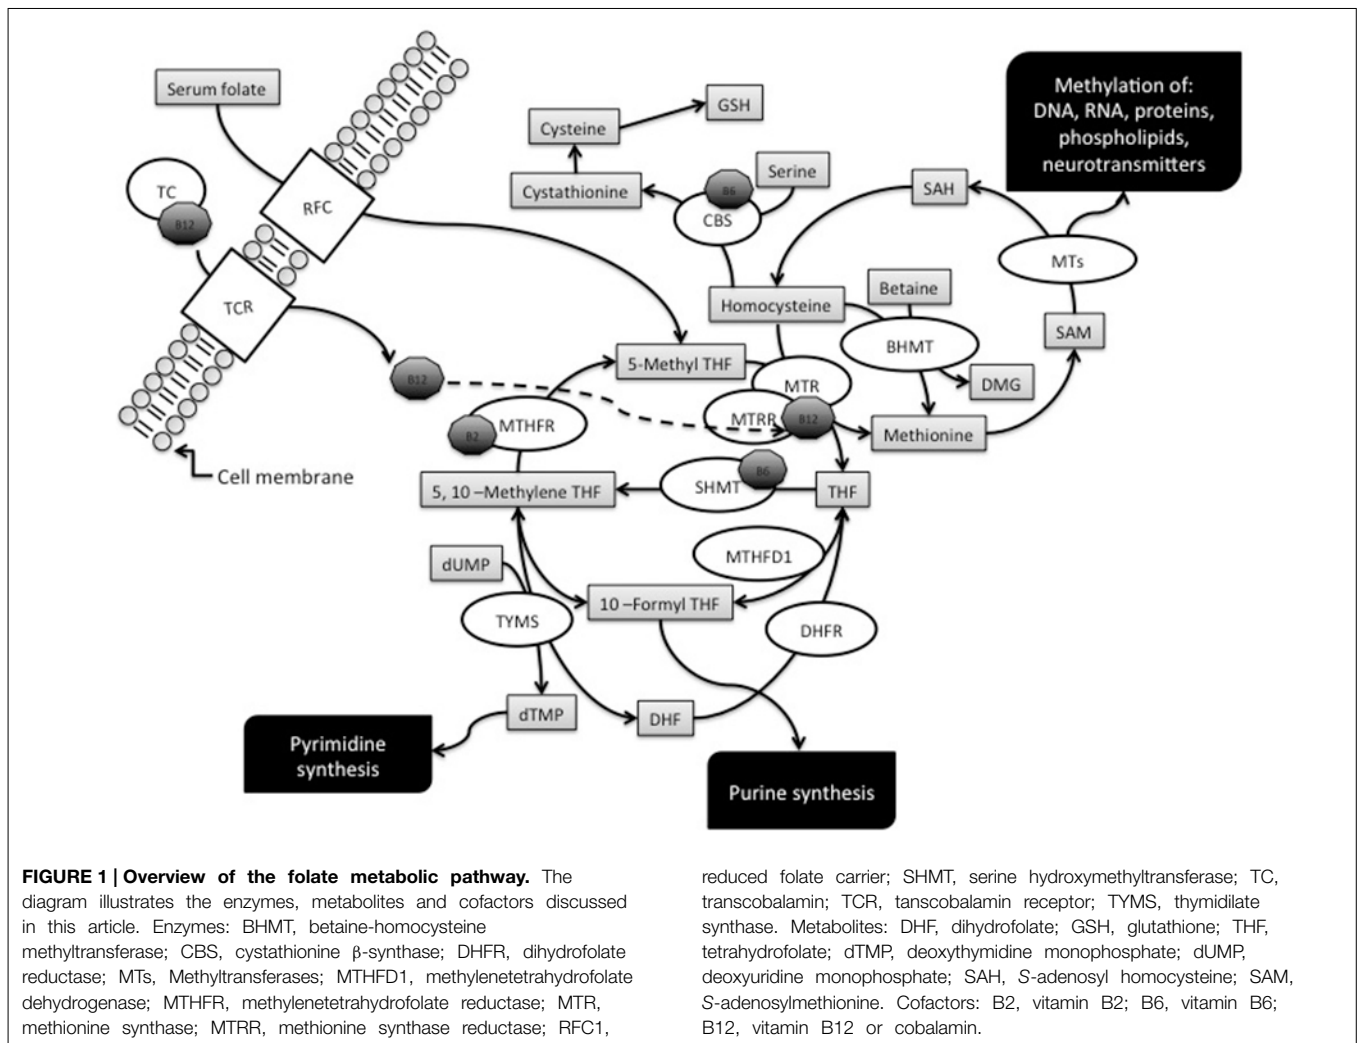 Serum folate
TC
B12
RFC
TCR
B12
Cell membrane
Cysteine
GSH
Cystathionine
B6
Serine
CBS
SAH
Methylation of:
DNA, RNA, proteins,
phospholipids,
neurotransmitters
MTs
Homocysteine
Betaine
BHMT
SAM
DMG
5-Methyl THF
MTR
MTRR
B12
Methionine
B2
MTHFR
5, 10 –Methylene THF
SHMT
B6
THF
dUMP
MTHFD1
10 –Formyl THF
TYMS
DHFR
dTMP
DHF
Pyrimidine
synthesis
Purine synthesis
FIGURE 1 | Overview of the folate metabolic pathway. The
diagram illustrates the enzymes, metabolites and cofactors discussed
in this article. Enzymes: BHMT, betaine-homocysteine
methyltransferase; CBS, cystathionine β-synthase; DHFR, dihydrofolate
reductase; MTs, Methyltransferases; MTHFD1, methylenetetrahydrofolate
dehydrogenase; MTHFR, methylenetetrahydrofolate reductase; MTR,
methionine synthase; MTRR, methionine synthase reductase; RFC1,
reduced folate carrier; SHMT, serine hydroxymethyltransferase; TC,
transcobalamin; TCR, tanscobalamin receptor; TYMS, thymidilate
synthase. Metabolites: DHF, dihydrofolate; GSH, glutathione; THF,
tetrahydrofolate; dTMP, deoxythymidine monophosphate; dUMP,
deoxyuridine monophosphate; SAH, S-adenosyl homocysteine; SAM,
S-adenosylmethionine. Cofactors: B2, vitamin B2; B6, vitamin B6;
B12, vitamin B12 or cobalamin.